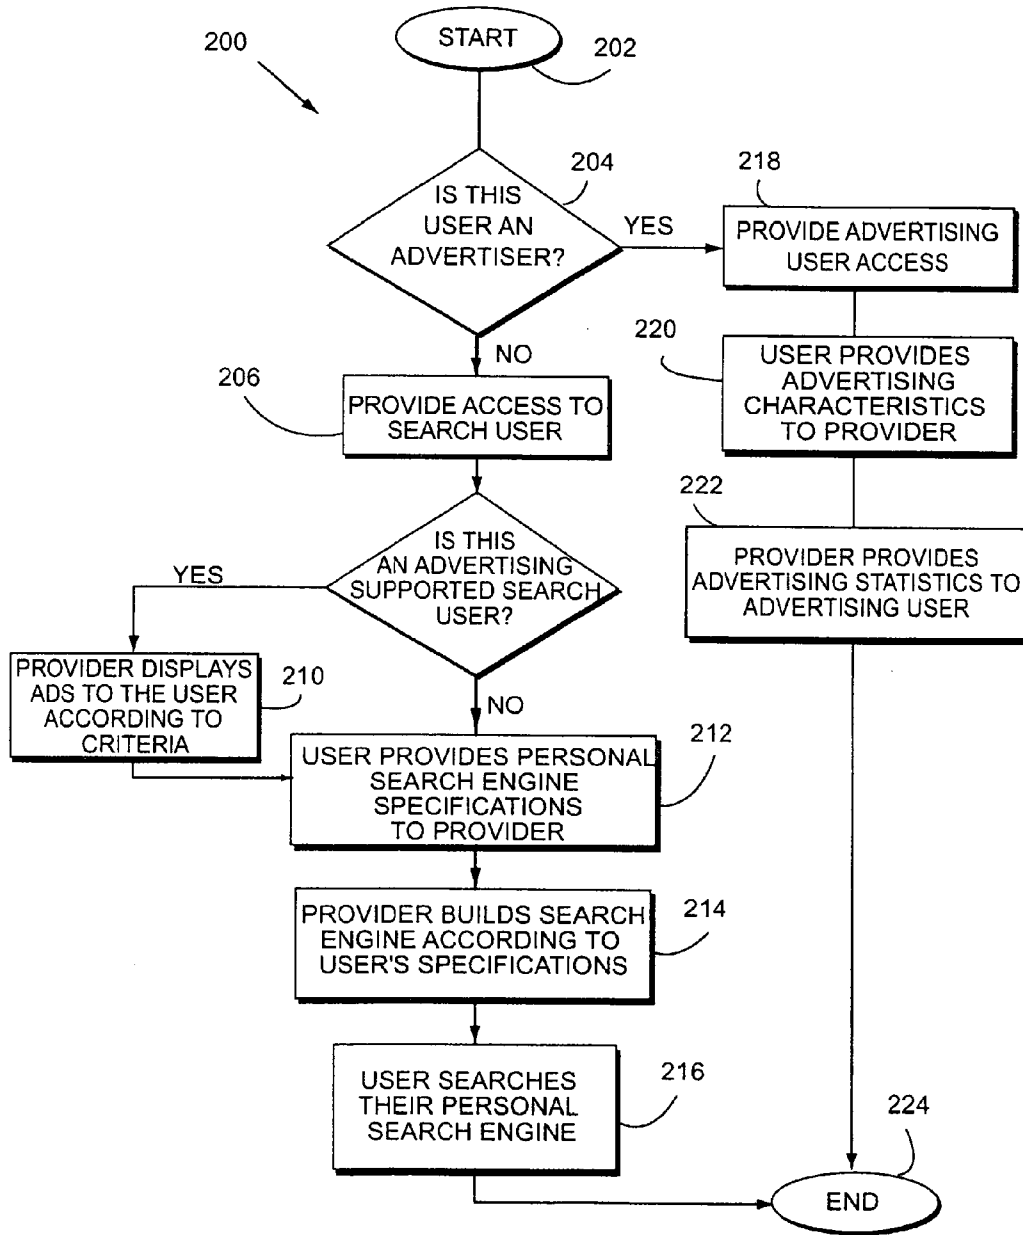 200
START
202
204
IS THIS
USER AN
ADVERTISER?
YES
218
PROVIDE ADVERTISING
USER ACCESS
NO
220
USER PROVIDES
ADVERTISING
CHARACTERISTICS
TO PROVIDER
206
PROVIDE ACCESS TO
SEARCH USER
222
PROVIDER PROVIDES
ADVERTISING STATISTICS TO
ADVERTISING USER
IS THIS
AN ADVERTISING
SUPPORTED SEARCH
USER?
YES
NO
PROVIDER DISPLAYS
ADS TO THE USER
ACCORDING TO
CRITERIA
210
USER PROVIDES PERSONAL
SEARCH ENGINE
SPECIFICATIONS
TO PROVIDER
212
PROVIDER BUILDS SEARCH
ENGINE ACCORDING TO
USER'S SPECIFICATIONS
214
USER SEARCHES
THEIR PERSONAL
SEARCH ENGINE
216
224
END